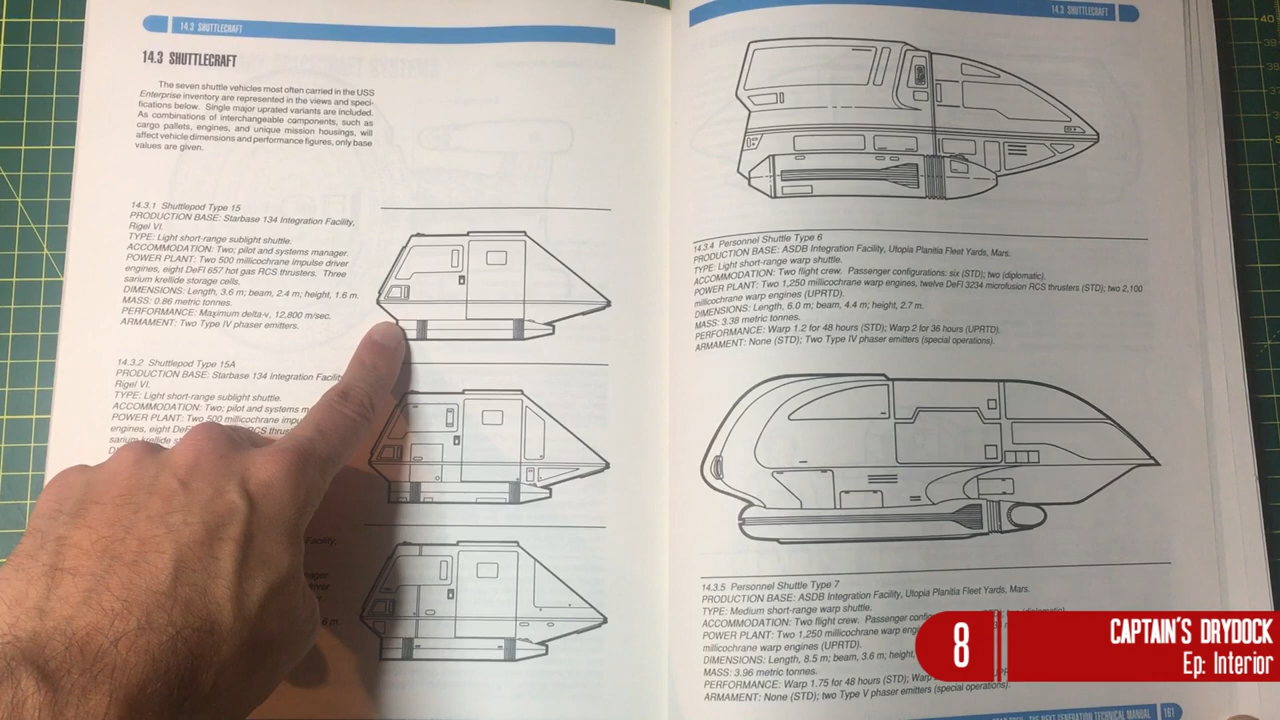 14.3 SHUTTLECRAFT
14.3 SHUTTLECRAFT
The seven shuttle vehicles most often carried in the USS
Enterprise inventory are represented in the views and speci-
fications below. Single major uprated variants are included.
As combinations of interchangeable components, such as
cargo pallets, engines, and unique mission housings, will
affect vehicle dimensions and performance figures, only base
values are given.
14.3.1 Shuttlepod Type 15
PRODUCTION BASE: Starbase 134 Integration Facility,
Rigel VI.
TYPE: Light short-range sublight shuttle.
ACCOMMODATION: Two; pilot and systems manager.
POWER PLANT: Two 500 millicochrane impulse driver
engines, eight DeFI 657 hot gas RCS thrusters. Three
sarium krellide storage cells.
DIMENSIONS: Length, 3.6 m; beam, 2.4 m; height, 1.6 m.
MASS: 0.86 metric tonnes.
PERFORMANCE: Maximum delta-v, 12,800 m/sec.
ARMAMENT: Two Type IV phaser emitters.
14.3.2 Shuttlepod Type 15A
PRODUCTION BASE: Starbase 134 Integration
Rigel VI.
TYPE: Light short-range sublight shuttle.
ACCOMMODATION: Two; pilot and systems
POWER PLANT: Two 500 millicochrane
engines, eight DeFI RCS
sarium krellide
Facility,
8 m.
14.3 SHUTTLECRAFT
14.3.4 Personnel Shuttle Type 6
PRODUCTION BASE: ASDB Integration Facility, Utopia Planitia Fleet Yards, Mars.
TYPE: Light short-range warp shuttle.
ACCOMMODATION: Two flight crew. Passenger configurations: six (STD); two (diplomatic).
POWER PLANT: Two 1,250 millicochrane warp engines, twelve DeFI 3234 microfusion RCS thrusters (STD); two 2,100
millicochrane warp engines (UPRTD).
DIMENSIONS: Length, 6.0 m; beam, 4.4 m; height, 2.7 m.
MASS: 3.38 metric tonnes.
PERFORMANCE: Warp 1.2 for 48 hours (STD); Warp 2 for 36 hours (UPRTD).
ARMAMENT: None (STD); Two Type IV phaser emitters (special operations).
14.3.5 Personnel Shuttle Type 7
PRODUCTION BASE: ASDB Integration Facility, Utopia Planitia Fleet Yards, Mars.
TYPE: Medium short-range warp shuttle.
ACCOMMODATION: Two flight crew. Passenger
POWER PLANT: Two 1,250 millicochrane warp
millicochrane warp engines (UPRTD).
DIMENSIONS: Length, 8.5 m; beam, 3.6 m; height,
MASS: 3.96 metric tonnes.
PERFORMANCE: Warp 1.75 for 48 hours (STD); Warp
ARMAMENT: None (STD); two Type V phaser emitters (special operations).
THE NEXT GENERATION TECHNICAL MANUAL 161
8
CAPTAIN'S DRYDOCK
Ep: Interior
40